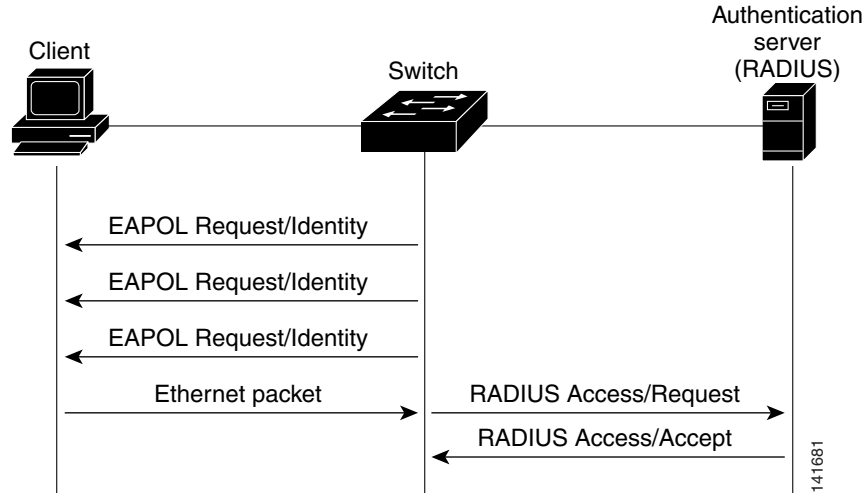 Client
Switch
Authentication
server
(RADIUS)
EAPOL Request/Identity
EAPOL Request/Identity
EAPOL Request/Identity
Ethernet packet
RADIUS Access/Request
RADIUS Access/Accept
141681